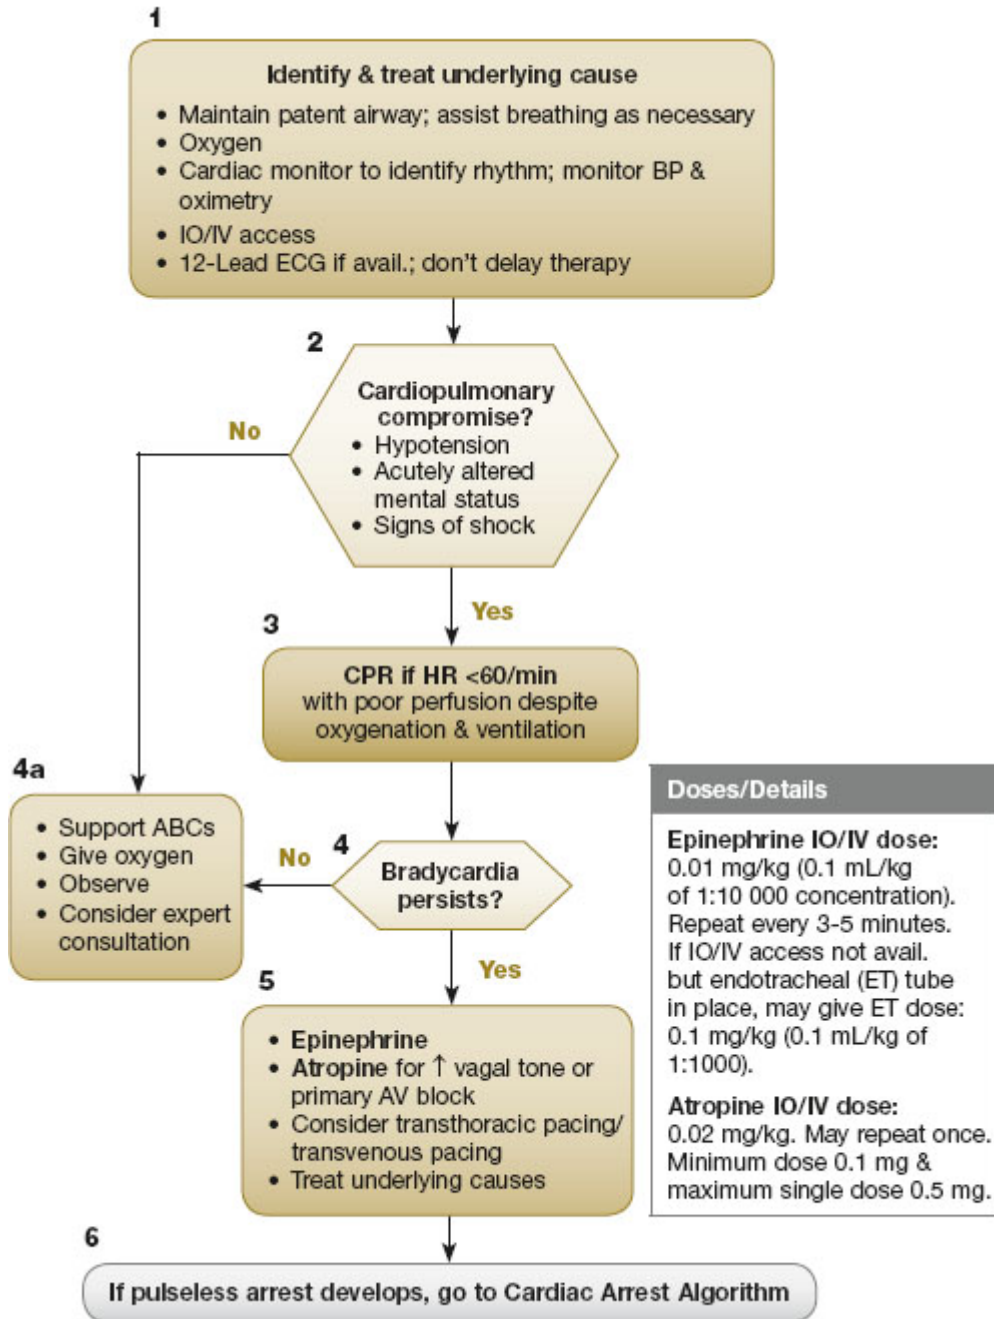 1
Identify & treat underlying cause
• Maintain patent airway; assist breathing as necessary
• Oxygen
• Cardiac monitor to identify rhythm; monitor BP &
oximetry
• IO/IV access
• 12-Lead ECG if avail.; don't delay therapy
2
Cardiopulmonary
compromise?
• Hypotension
• Acutely altered
mental status
• Signs of shock
No
Yes
3
CPR if HR <60/min
with poor perfusion despite
oxygenation & ventilation
4a
• Support ABCs
• Give oxygen
• Observe
• Consider expert
consultation
No
4
Bradycardia
persists?
Yes
5
• Epinephrine
• Atropine for ↑ vagal tone or
primary AV block
• Consider transthoracic pacing/
transvenous pacing
• Treat underlying causes
Doses/Details
Epinephrine IO/IV dose:
0.01 mg/kg (0.1 mL/kg
of 1:10 000 concentration).
Repeat every 3-5 minutes.
If IO/IV access not avail.
but endotracheal (ET) tube
in place, may give ET dose:
0.1 mg/kg (0.1 mL/kg of
1:1000).
Atropine IO/IV dose:
0.02 mg/kg. May repeat once.
Minimum dose 0.1 mg &
maximum single dose 0.5 mg.
6
If pulseless arrest develops, go to Cardiac Arrest Algorithm